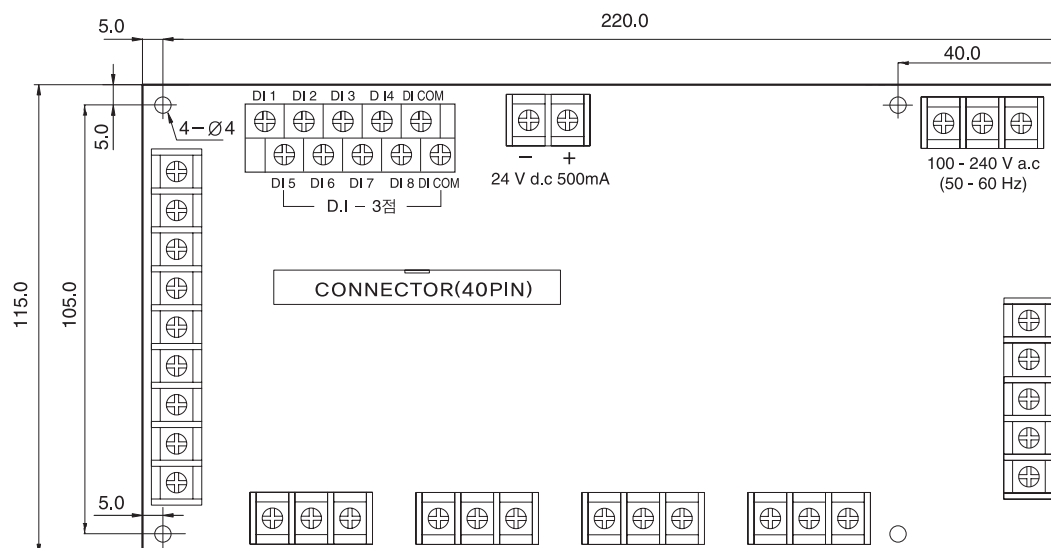 5.0
220.0
40.0
5.0
4-Ø4
DI 1 DI 2 DI 3 D I4 DI COM
DI 5 DI 6 DI 7 DI 8 DI COM
D.I - 3점
- +
24 V d.c 500mA
100 - 240 V a.c
(50 - 60 Hz)
CONNECTOR(40PIN)
115.0
105.0
5.0